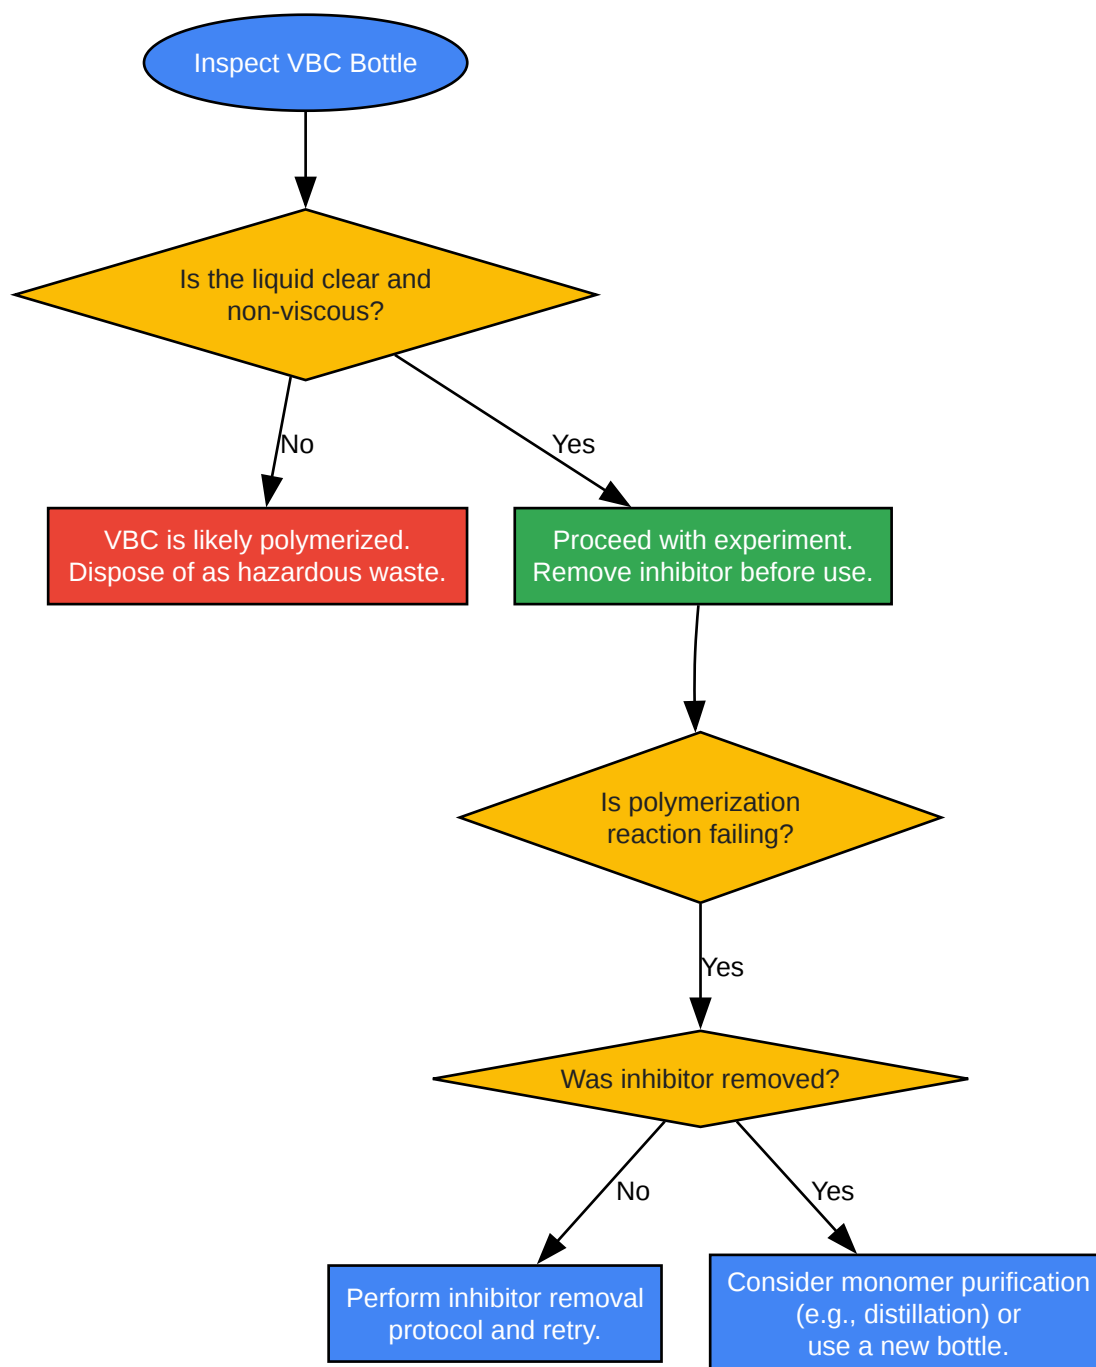 Inspect VBC Bottle
Is the liquid clear and
non-viscous?
No
Yes
VBC is likely polymerized.
Dispose of as hazardous waste.
Proceed with experiment.
Remove inhibitor before use.
Is polymerization
reaction failing?
Yes
Was inhibitor removed?
No
Yes
Perform inhibitor removal
protocol and retry.
Consider monomer purification
(e.g., distillation) or
use a new bottle.